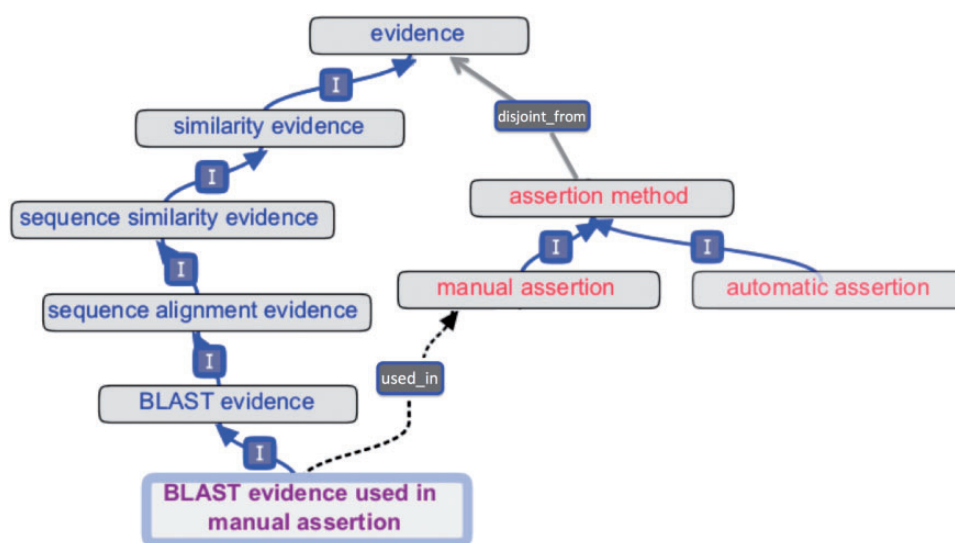 evidence
I
disjoint_from
similarity evidence
I
assertion method
sequence similarity evidence
I
I
I
manual assertion
automatic assertion
sequence alignment evidence
I
used_in
BLAST evidence
I
BLAST evidence used in
manual assertion